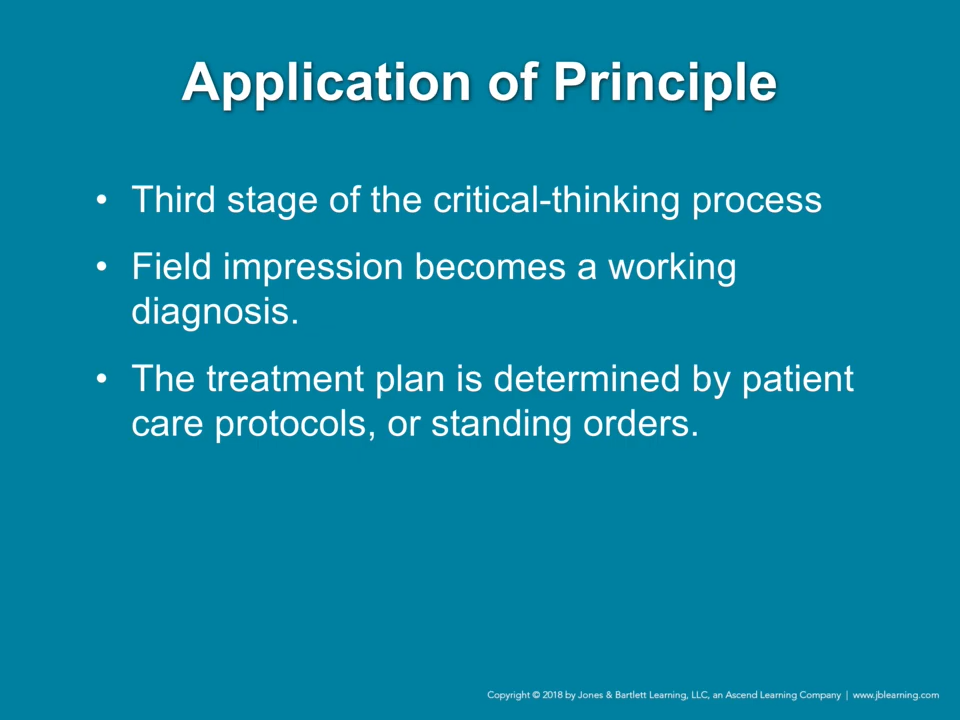 Application of Principle
• Third stage of the critical-thinking process
• Field impression becomes a working
diagnosis.
• The treatment plan is determined by patient
care protocols, or standing orders.
Copyright © 2018 by Jones & Bartlett Learning, LLC, an Ascend Learning Company | www.jblearning.com